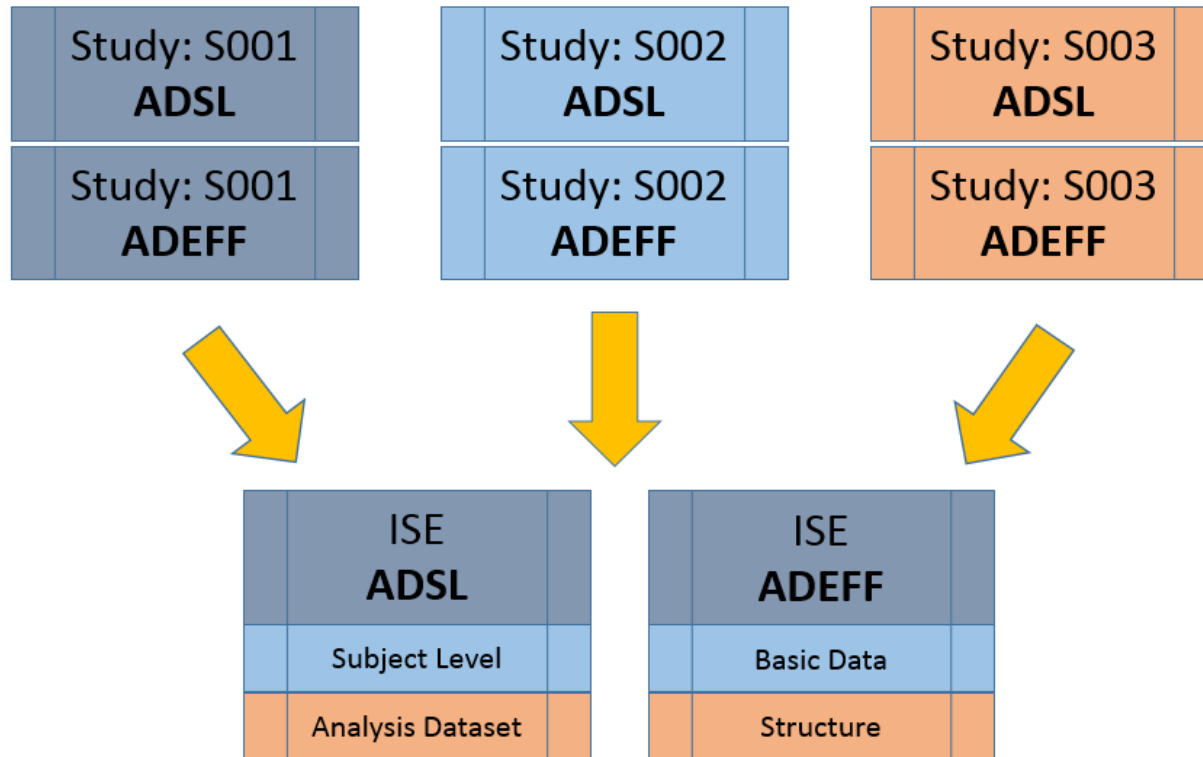 Study: S001
ADSL
Study: S002
ADSL
Study: S003
ADSL
Study: S001
ADEFF
Study: S002
ADEFF
Study: S003
ADEFF
ISE
ADSL
Subject Level
Analysis Dataset
ISE
ADEFF
Basic Data
Structure